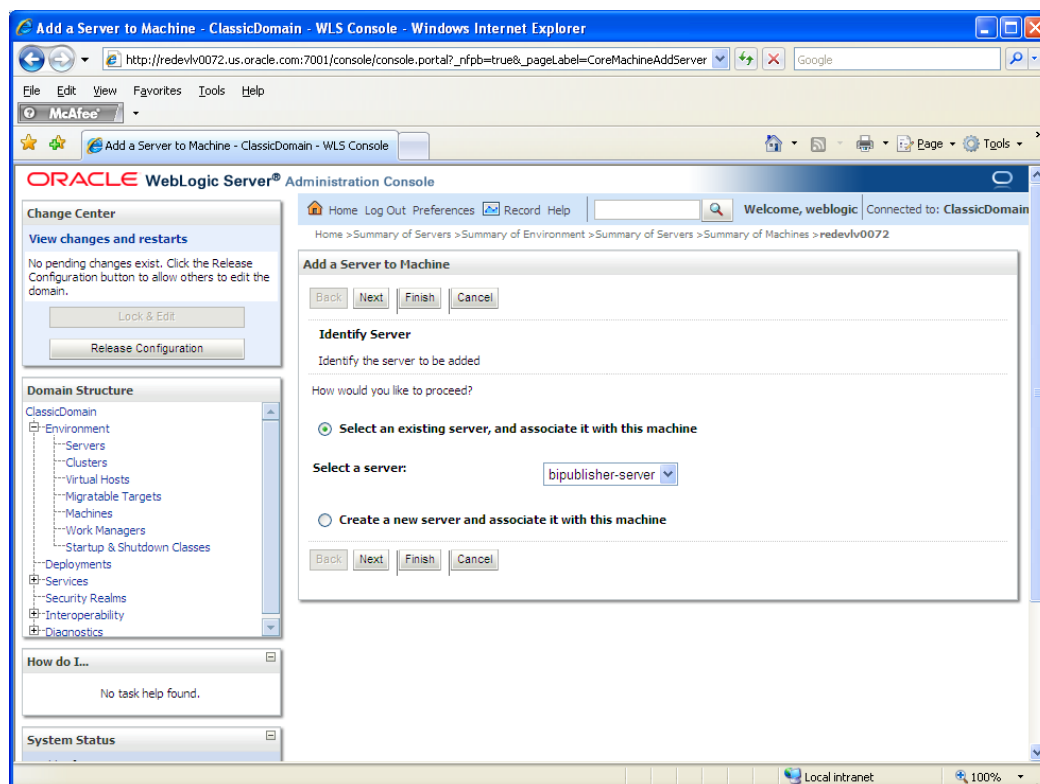 Add a Server to Machine - ClassicDomain - WLS Console - Windows Internet Explorer
http://redevlv0072.us.oracle.com:7001/console/console.portal?_nfpb=true&_pageLabel=CoreMachineAddServer
Google
File Edit View Favorites Tools Help
McAfee
Add a Server to Machine - ClassicDomain - WLS Console
Page Tools
ORACLE WebLogic Server® Administration Console
Change Center
View changes and restarts
No pending changes exist. Click the Release
Configuration button to allow others to edit the
domain.
Lock & Edit
Release Configuration
Domain Structure
ClassicDomain
Environment
Servers
Clusters
Virtual Hosts
Migratable Targets
Machines
Work Managers
Startup & Shutdown Classes
Deployments
Services
Security Realms
Interoperability
Diagnostics
How do I...
No task help found.
System Status
Home Log Out Preferences Record Help
Welcome, weblogic Connected to: ClassicDomain
Home >Summary of Servers >Summary of Environment >Summary of Servers >Summary of Machines >redevlv0072
Add a Server to Machine
Back Next Finish Cancel
Identify Server
Identify the server to be added
How would you like to proceed?
Select an existing server, and associate it with this machine
Select a server: bipublisher-server
Create a new server and associate it with this machine
Back Next Finish Cancel
Local intranet 100%